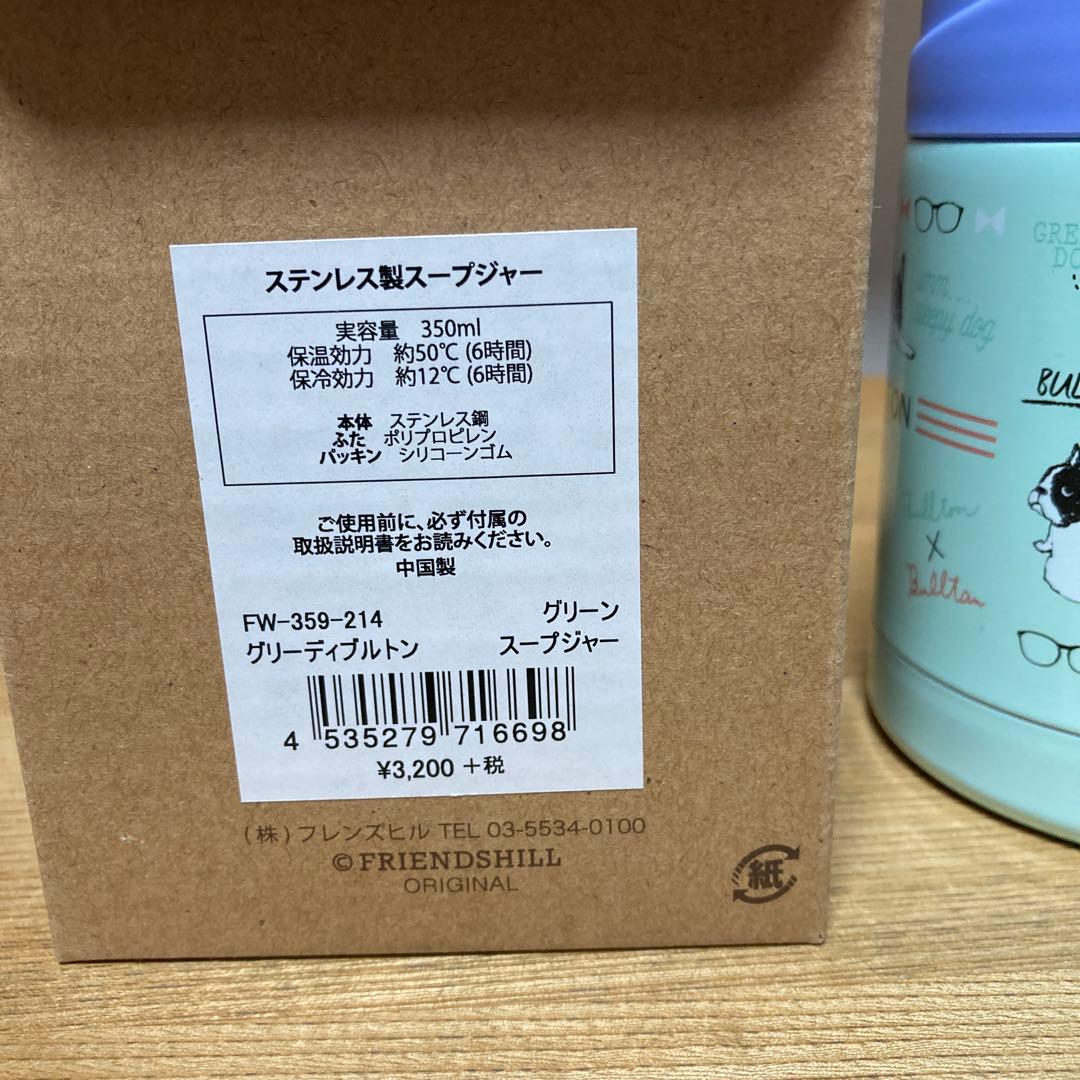 ステンレス製スープジャー
実容量 350ml
保温効力 約50℃ (6時間)
保冷効力 約12℃ (6時間)
本体 ステンレス鋼
ふた ポリプロピレン
パッキン シリコーンゴム
ご使用前に、必ず付属の
取扱説明書をお読みください。
中国製
FW-359-214 グリーン
グリーディブルトン スープジャー
4 535279 716698
¥3,200 +税
(株)フレンズヒル TEL 03-5534-0100
© FRIENDSHILL
ORIGINAL
紙
dog
X
Bulltan